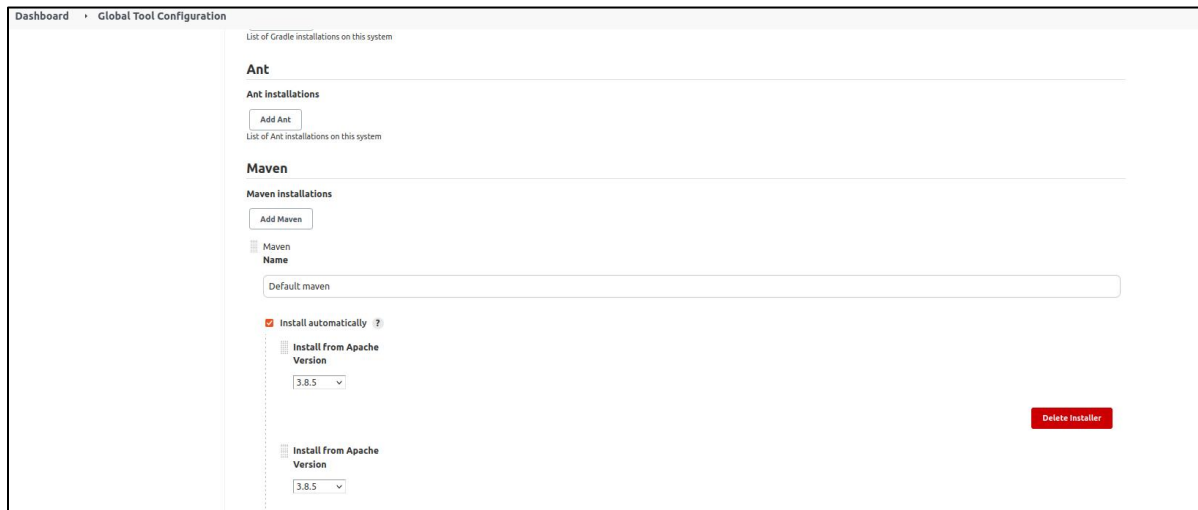 Dashboard › Global Tool Configuration
List of Gradle installations on this system
Ant
Ant installations
Add Ant
List of Ant installations on this system
Maven
Maven installations
Add Maven
Maven
Name
Default maven
Install automatically ?
Install from Apache
Version
3.8.5
Delete Installer
Install from Apache
Version
3.8.5